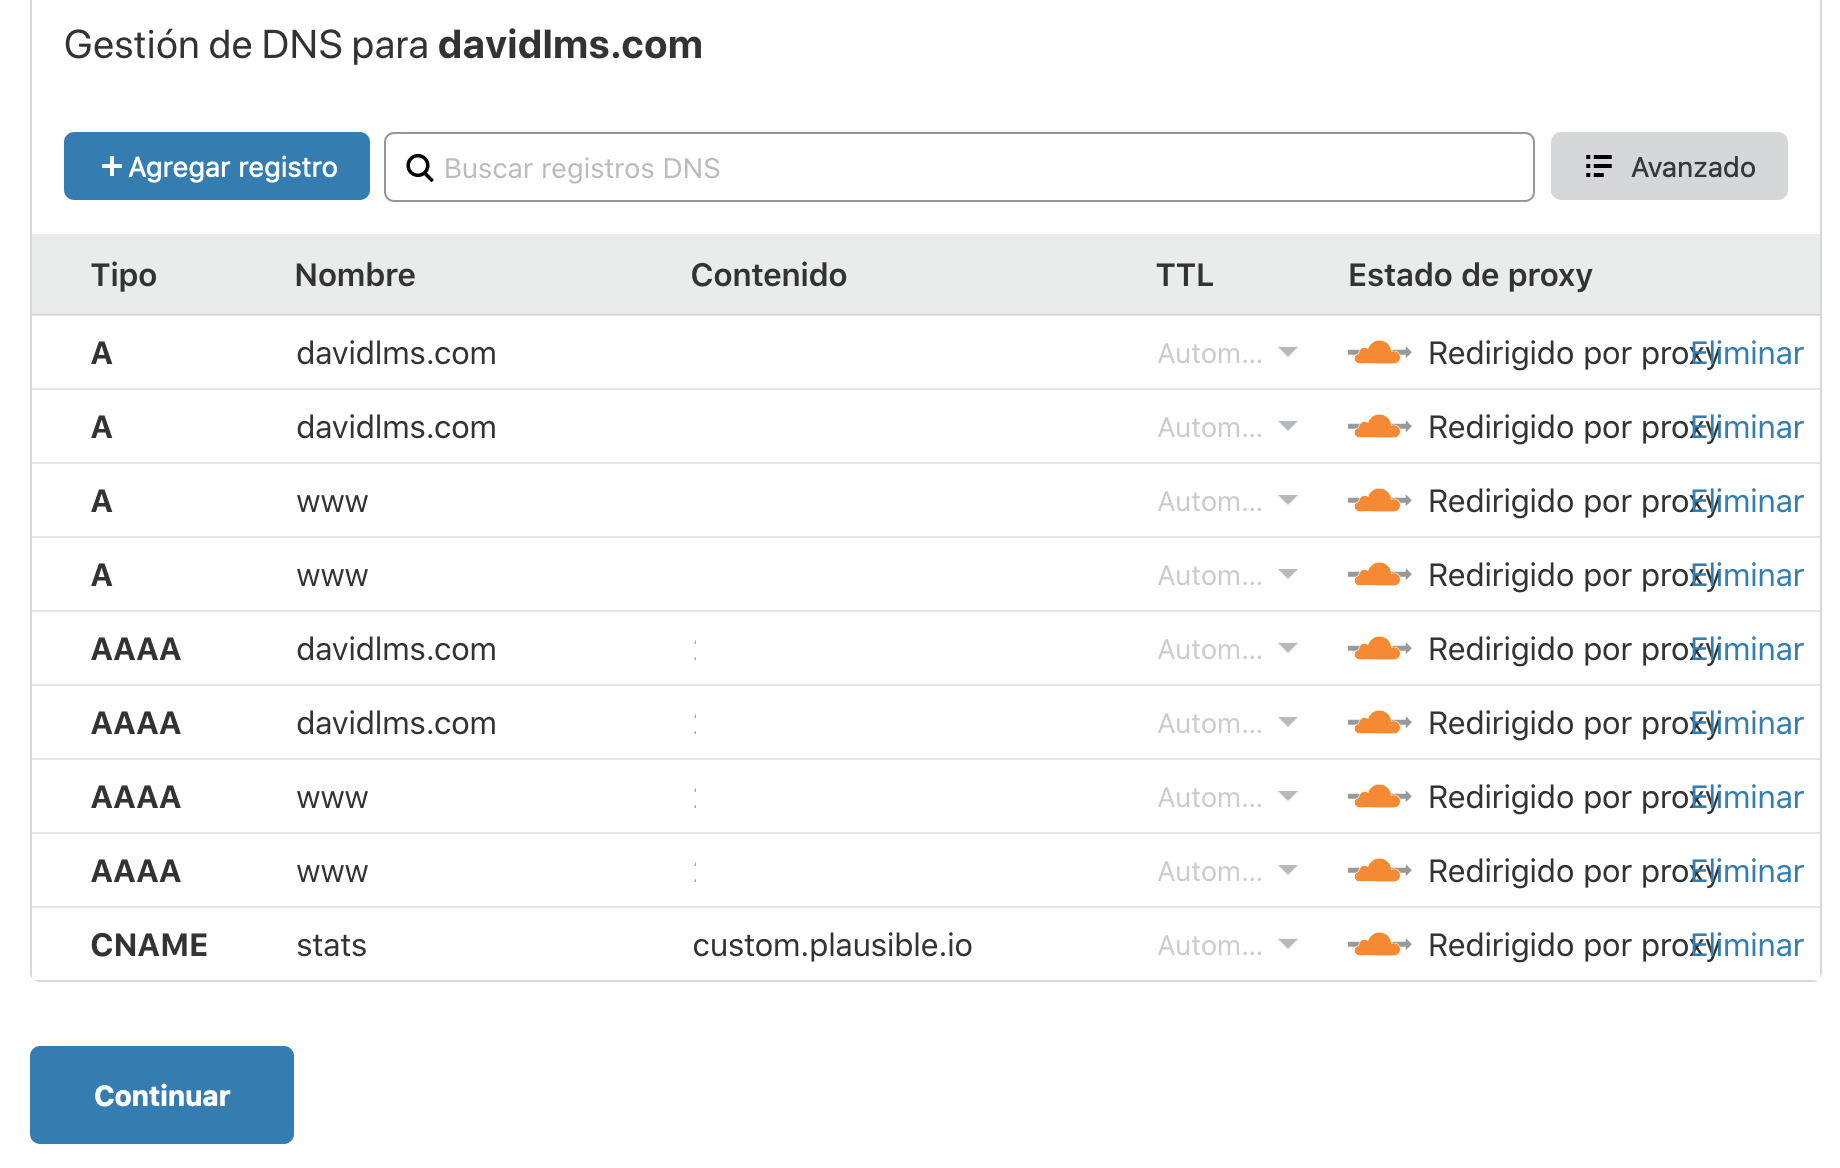 Gestión de DNS para davidlms.com
+ Agregar registro Buscar registros DNS Avanzado
Tipo Nombre Contenido TTL Estado de proxy
A davidlms.com Autom... Redirigido por proxy Eliminar
A davidlms.com Autom... Redirigido por proxy Eliminar
A www Autom... Redirigido por proxy Eliminar
A www Autom... Redirigido por proxy Eliminar
AAAA davidlms.com Autom... Redirigido por proxy Eliminar
AAAA davidlms.com Autom... Redirigido por proxy Eliminar
AAAA www Autom... Redirigido por proxy Eliminar
AAAA www Autom... Redirigido por proxy Eliminar
CNAME stats custom.plausible.io Autom... Redirigido por proxy Eliminar
Continuar